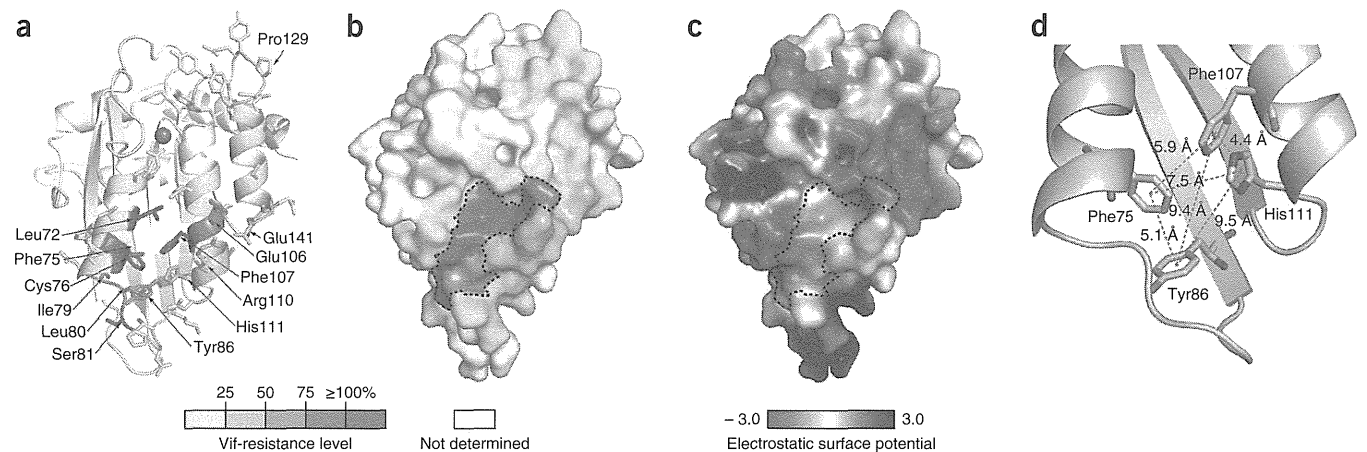 a
b
c
d
Pro129
Leu72
Phe75
Cys76
Ile79
Leu80
Ser81
Glu141
Glu106
Phe107
Arg110
His111
Tyr86
Phe107
5.9 Å
4.4 Å
7.5 Å
Phe75
9.4 Å
His111
9.5 Å
5.1 Å
Tyr86
25 50 75 ≥100%
Vif-resistance level
Not determined
– 3.0 3.0
Electrostatic surface potential